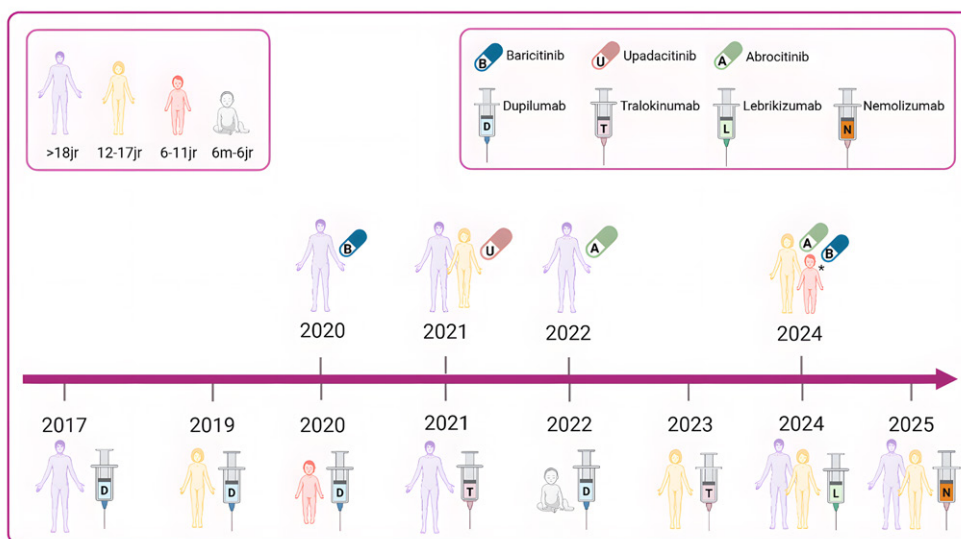 >18jr 12-17jr 6-11jr 6m-6jr
B Baricitinib U Upadacitinib A Abrocitinib
Dupilumab Tralokinumab Lebrikizumab Nemolizumab
D T L N
B U A A B *
2020 2021 2022 2024
2017 2019 2020 2021 2022 2023 2024 2025
D D D T D T L N